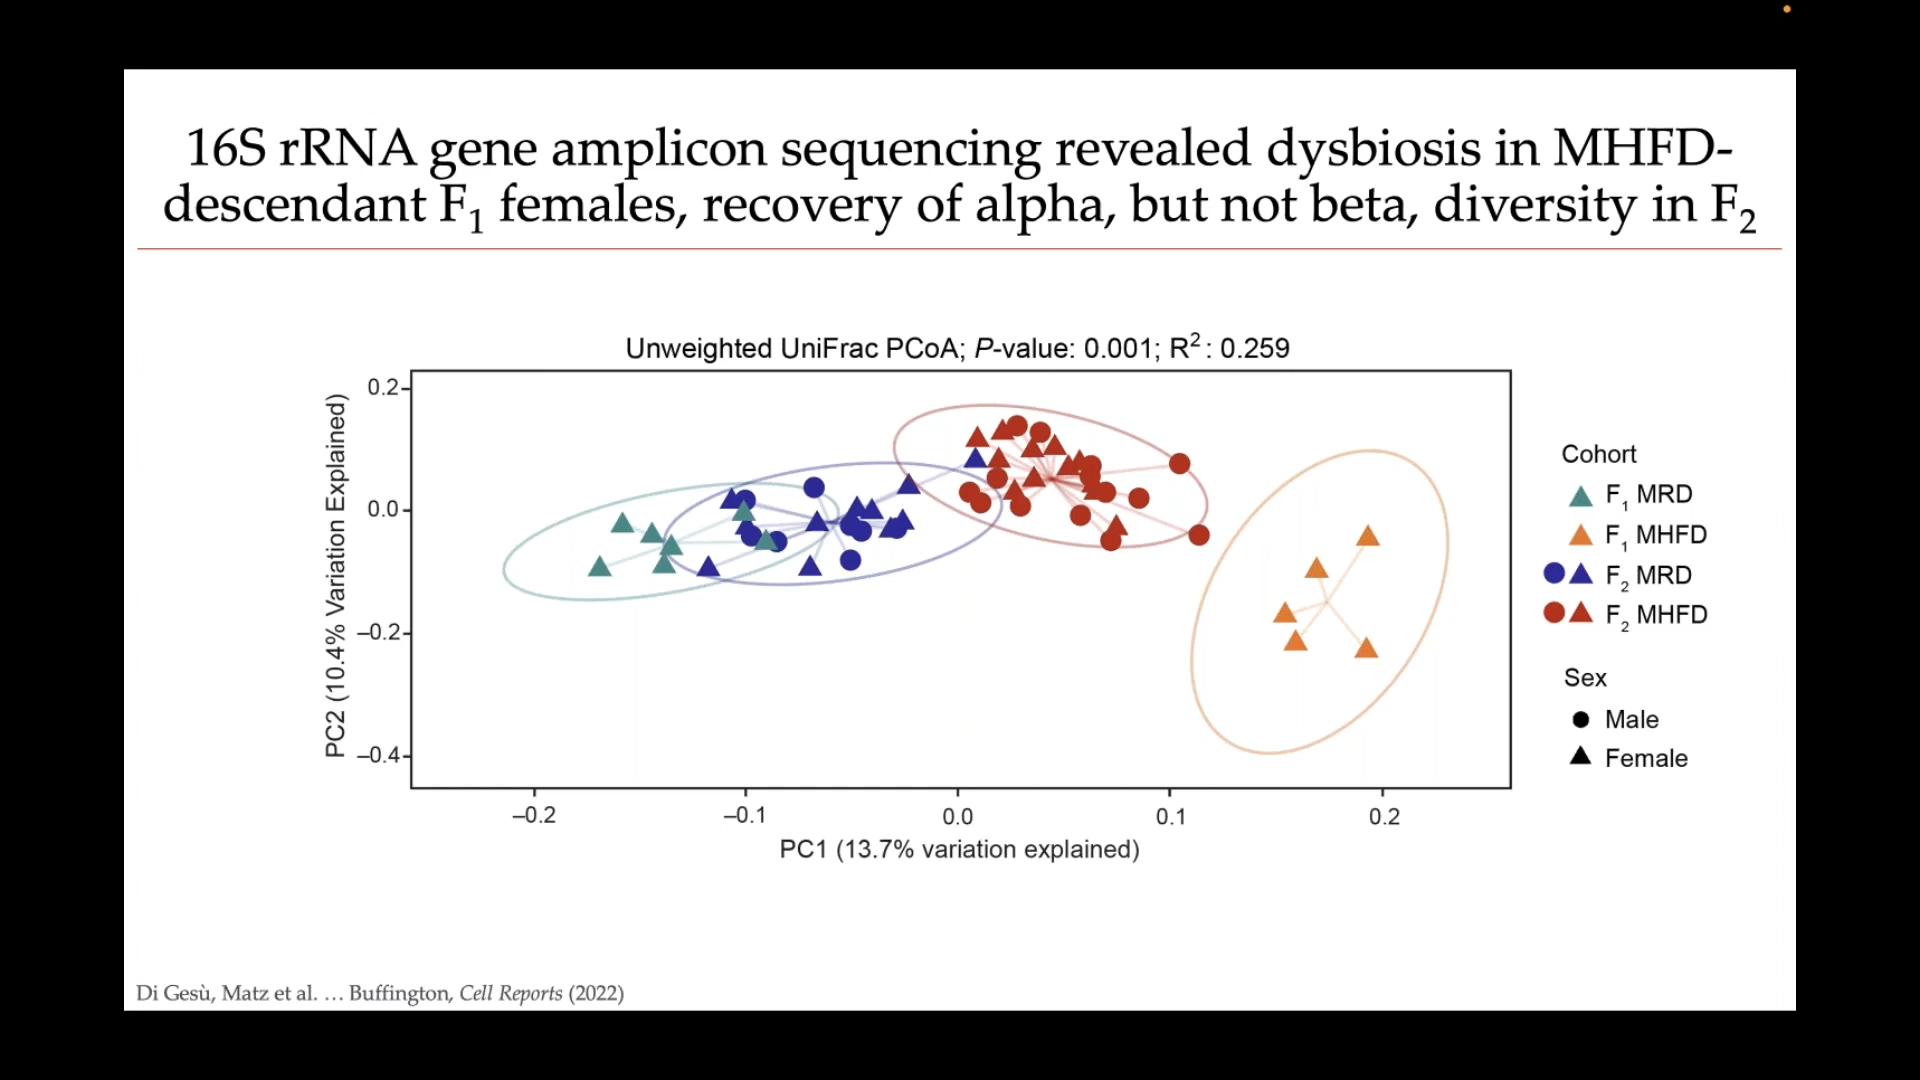 16S rRNA gene amplicon sequencing revealed dysbiosis in MHFD-
descendant F₁ females, recovery of alpha, but not beta, diversity in F₂
Unweighted UniFrac PCoA; P-value: 0.001; R²: 0.259
PC2 (10.4% Variation Explained)
0.2
0.0
–0.2
–0.4
–0.2 –0.1 0.0 0.1 0.2
PC1 (13.7% variation explained)
Cohort
F₁ MRD
F₁ MHFD
F₂ MRD
F₂ MHFD
Sex
Male
Female
Di Gesù, Matz et al. … Buffington, Cell Reports (2022)